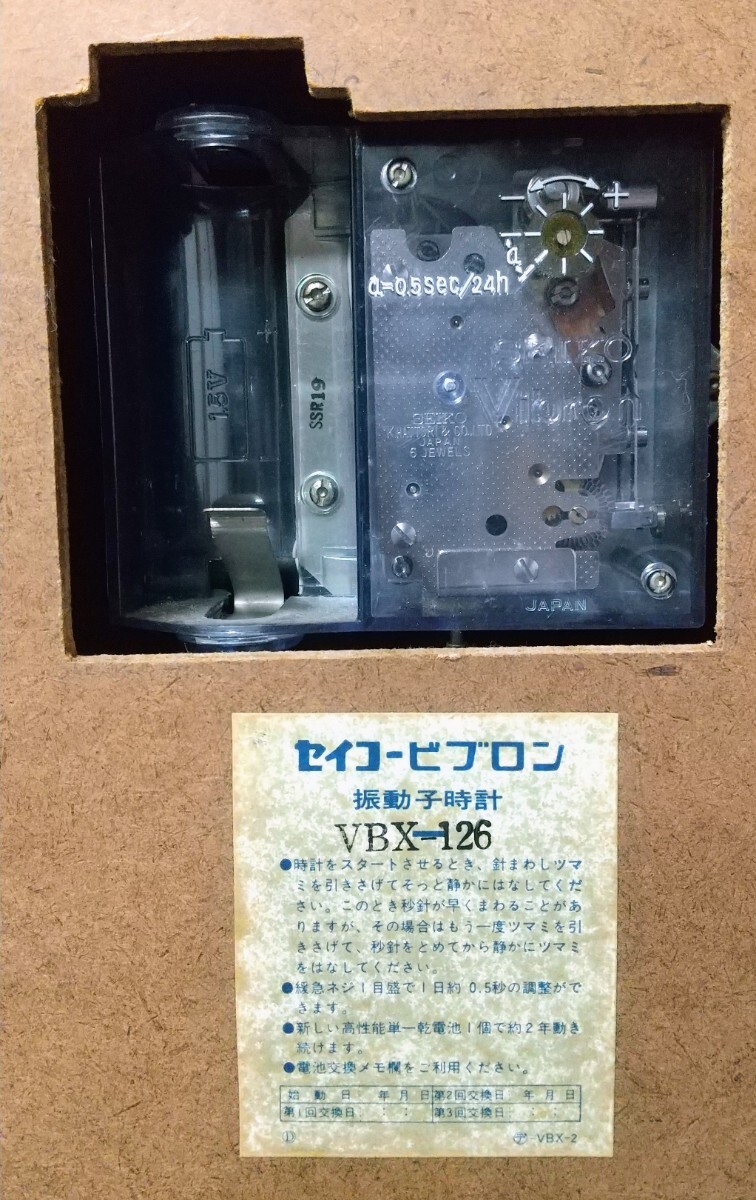 − +
a
a=0.5sec/24h
1.5V
+
SSR19
SEIKO
Vibron
SEIKO
K.HATTORI & CO.,LTD.
JAPAN
6 JEWELS
JAPAN
セイコービブロン
振動子時計
VBX-126
●時計をスタートさせるとき、針まわしツマ
ミを引きさげてそっと静かにはなしてくだ
さい。このとき秒針が早くまわることがあ
りますが、その場合はもう一度ツマミを引
きさげて、秒針をとめてから静かにツマミ
をはなしてください。
●緩急ネジ1目盛で1日約0.5秒の調整がで
きます。
●新しい高性能単一乾電池1個で約2年動き
続けます。
●電池交換メモ欄をご利用ください。
始動日 年 月 日 第2回交換日 年 月 日
第1回交換日 : : 第3回交換日 : :
VBX-2